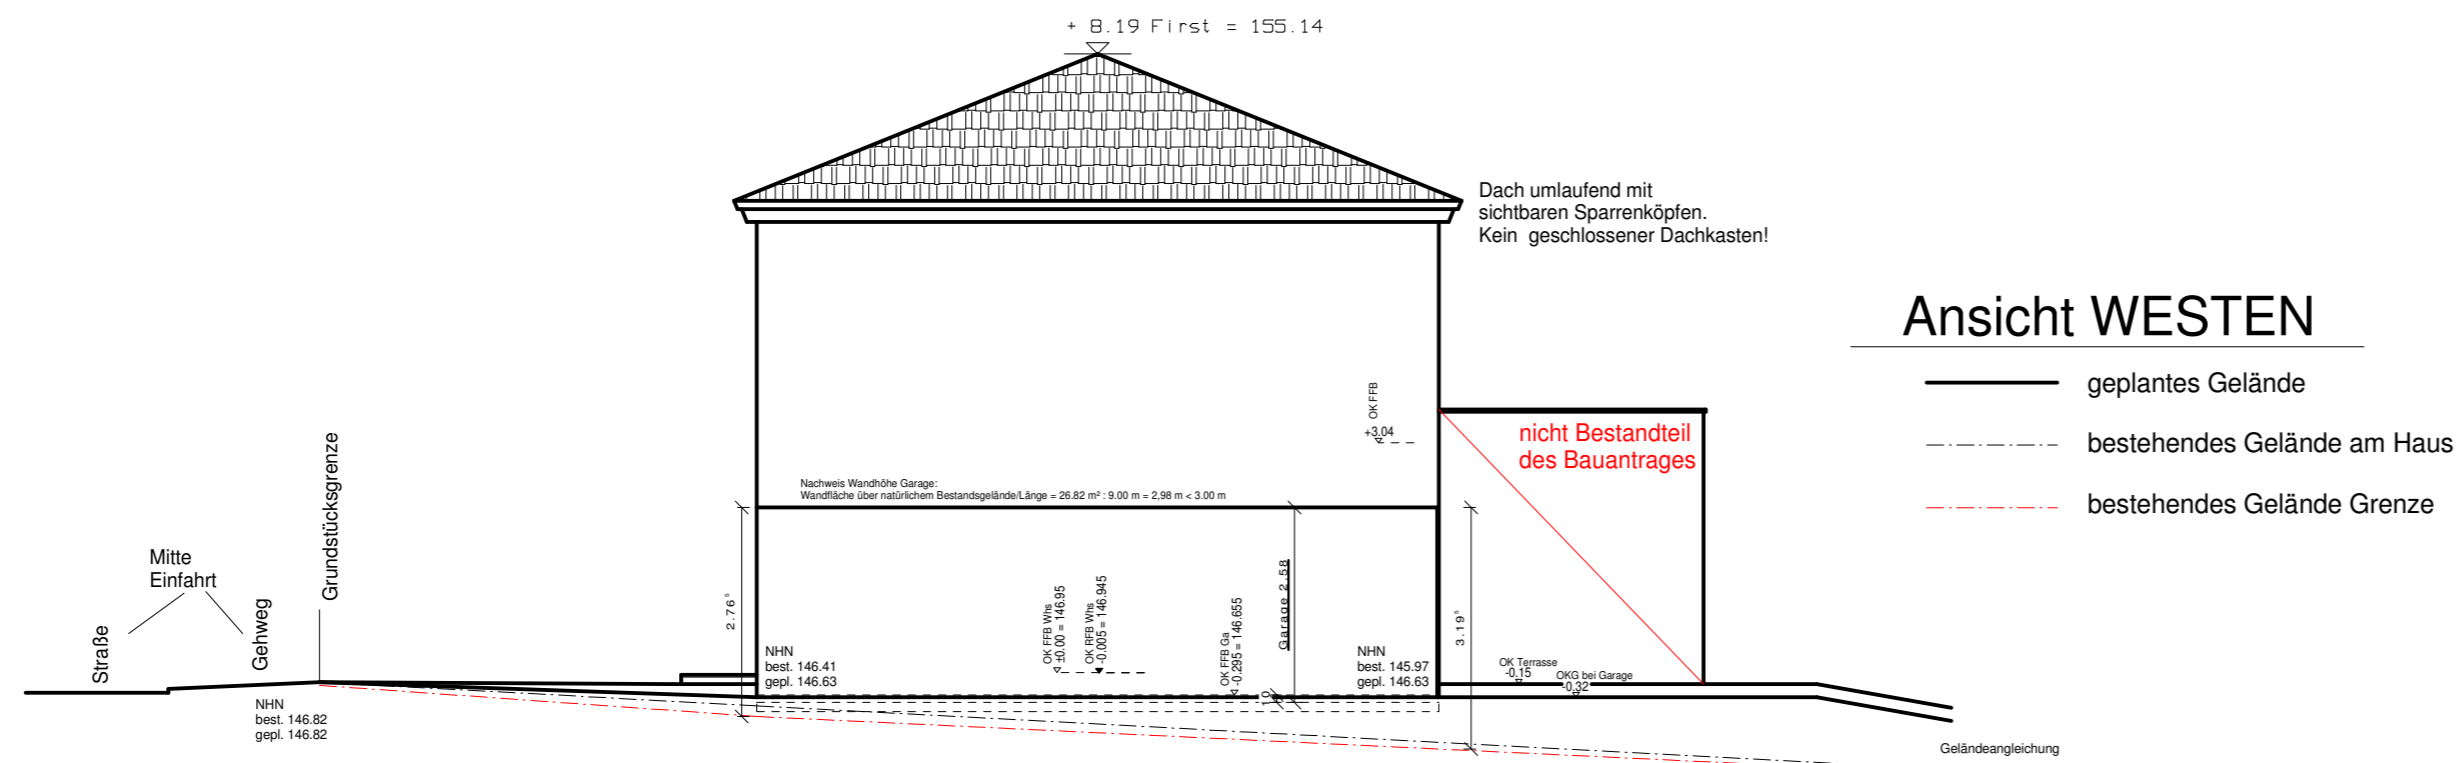 + 8.19 First = 155.14
Dach umlaufend mit
sichtbaren Sparrenköpfen.
Kein geschlossener Dachkasten!
Ansicht WESTEN
geplantes Gelände
bestehendes Gelände am Haus
bestehendes Gelände Grenze
OK FFB
+3.04
nicht Bestandteil
des Bauantrages
Nachweis Wandhöhe Garage:
Wandfläche über natürlichem Bestandsgelände/Länge = 26.82 m² : 9.00 m = 2,98 m < 3.00 m
Mitte
Einfahrt
Straße
Gehweg
Grundstücksgrenze
NHN
best. 146.82
gepl. 146.82
2.76⁵
NHN
best. 146.41
gepl. 146.63
OK FFB Whs
±0.00 = 146.95
OK RFB Whs
-0.005 = 146.945
OK FFB Ga
-0.295 = 146.655
10
Garage 2.58
NHN
best. 145.97
gepl. 146.63
3.19⁵
OK Terrasse
-0.15
OKG bei Garage
-0.32
Geländeangleichung